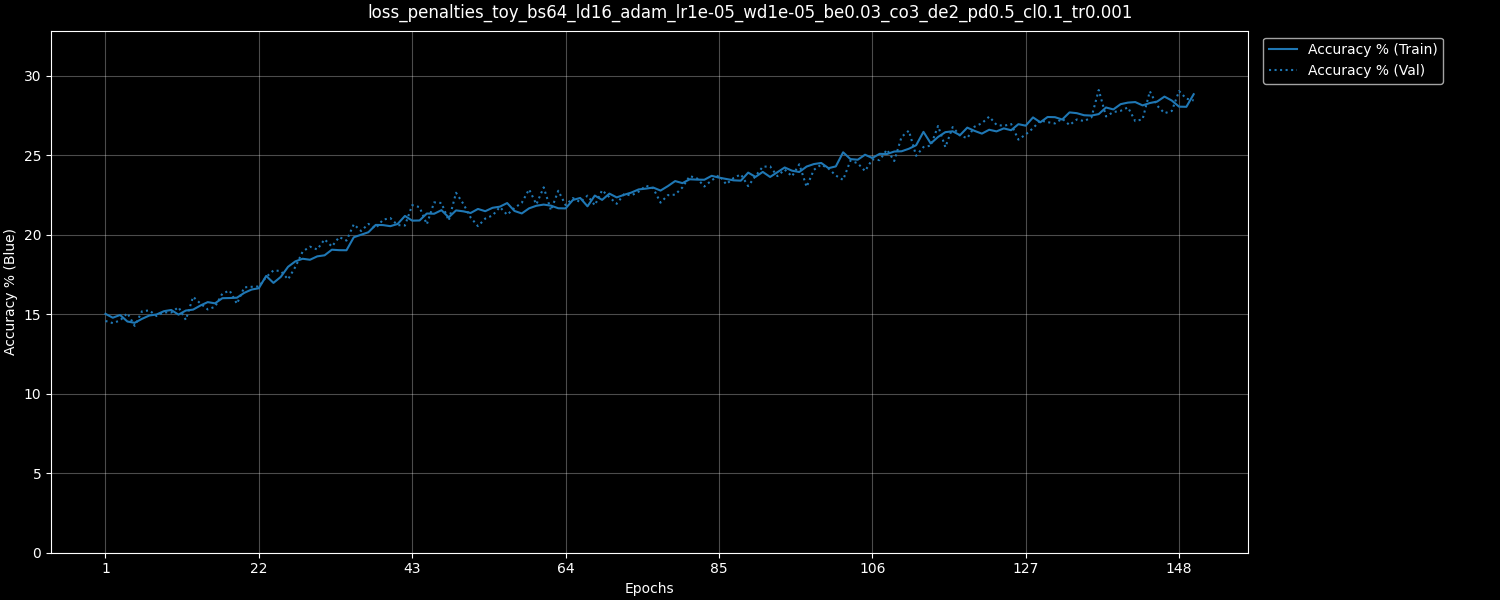 loss_penalties_toy_bs64_ld16_adam_lr1e-05_wd1e-05_be0.03_co3_de2_pd0.5_cl0.1_tr0.001
Accuracy % (Train)
Accuracy % (Val)
Accuracy % (Blue)
30
25
20
15
10
5
0
1 22 43 64 85 106 127 148
Epochs